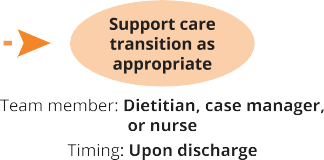 Support care
transition as
appropriate
Team member: Dietitian, case manager,
or nurse
Timing: Upon discharge